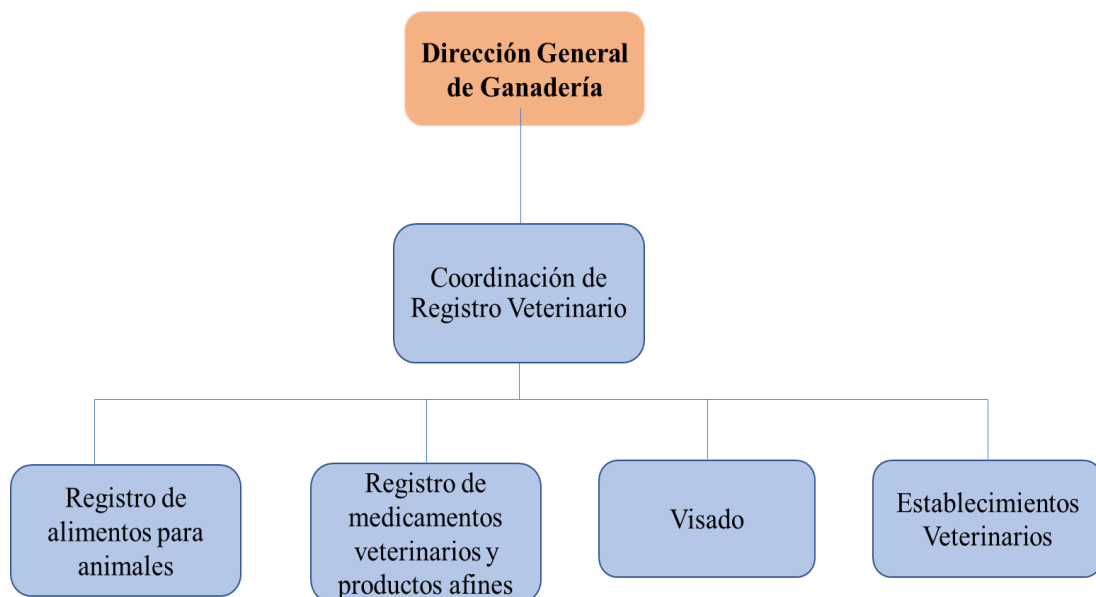 Dirección General
de Ganadería
Coordinación de
Registro Veterinario
Registro de
alimentos para
animales
Registro de
medicamentos
veterinarios y
productos afines
Visado
Establecimientos
Veterinarios